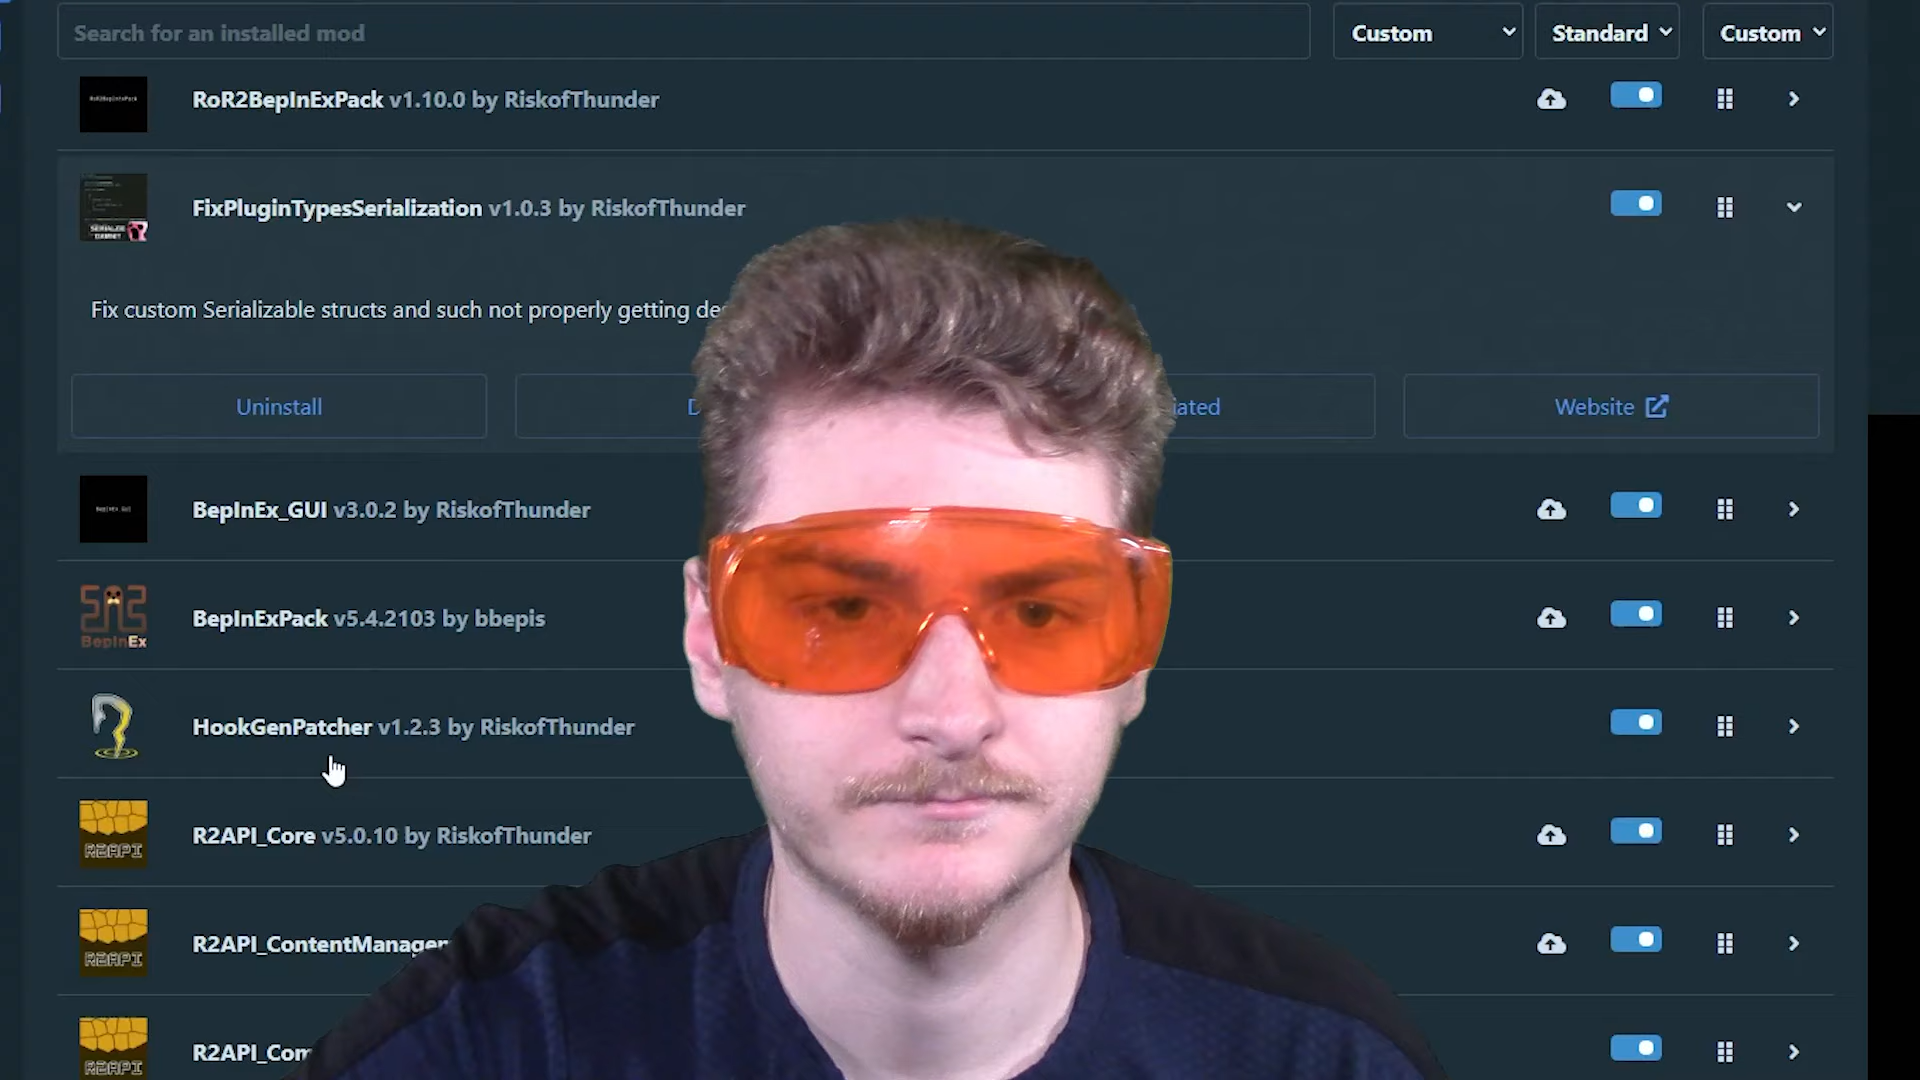 Search for an installed mod
Custom
Standard
Custom
RoR2BepInExPack v1.10.0 by RiskofThunder
FixPluginTypesSerialization v1.0.3 by RiskofThunder
Fix custom Serializable structs and such not properly getting de
Uninstall
D
iated
Website
BepInEx_GUI v3.0.2 by RiskofThunder
BepInExPack v5.4.2103 by bbepis
BepInEx
HookGenPatcher v1.2.3 by RiskofThunder
R2API_Core v5.0.10 by RiskofThunder
R2API
R2API_ContentManagem
R2API
R2API_Com
R2API